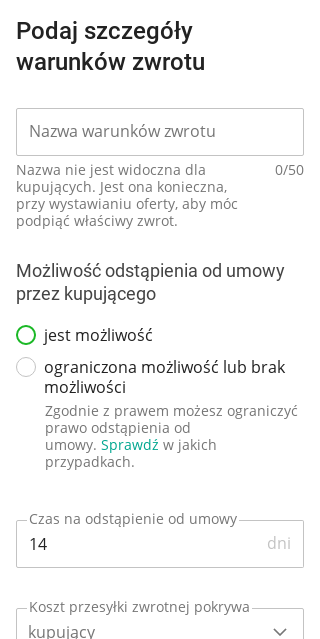 Podaj szczegóły
warunków zwrotu
Nazwa warunków zwrotu
Nazwa nie jest widoczna dla 0/50
kupujących. Jest ona konieczna,
przy wystawianiu oferty, aby móc
podpiąć właściwy zwrot.
Możliwość odstąpienia od umowy
przez kupującego
jest możliwość
ograniczona możliwość lub brak
możliwości
Zgodnie z prawem możesz ograniczyć
prawo odstąpienia od
umowy. Sprawdź w jakich
przypadkach.
Czas na odstąpienie od umowy
14 dni
Koszt przesyłki zwrotnej pokrywa
kupujący